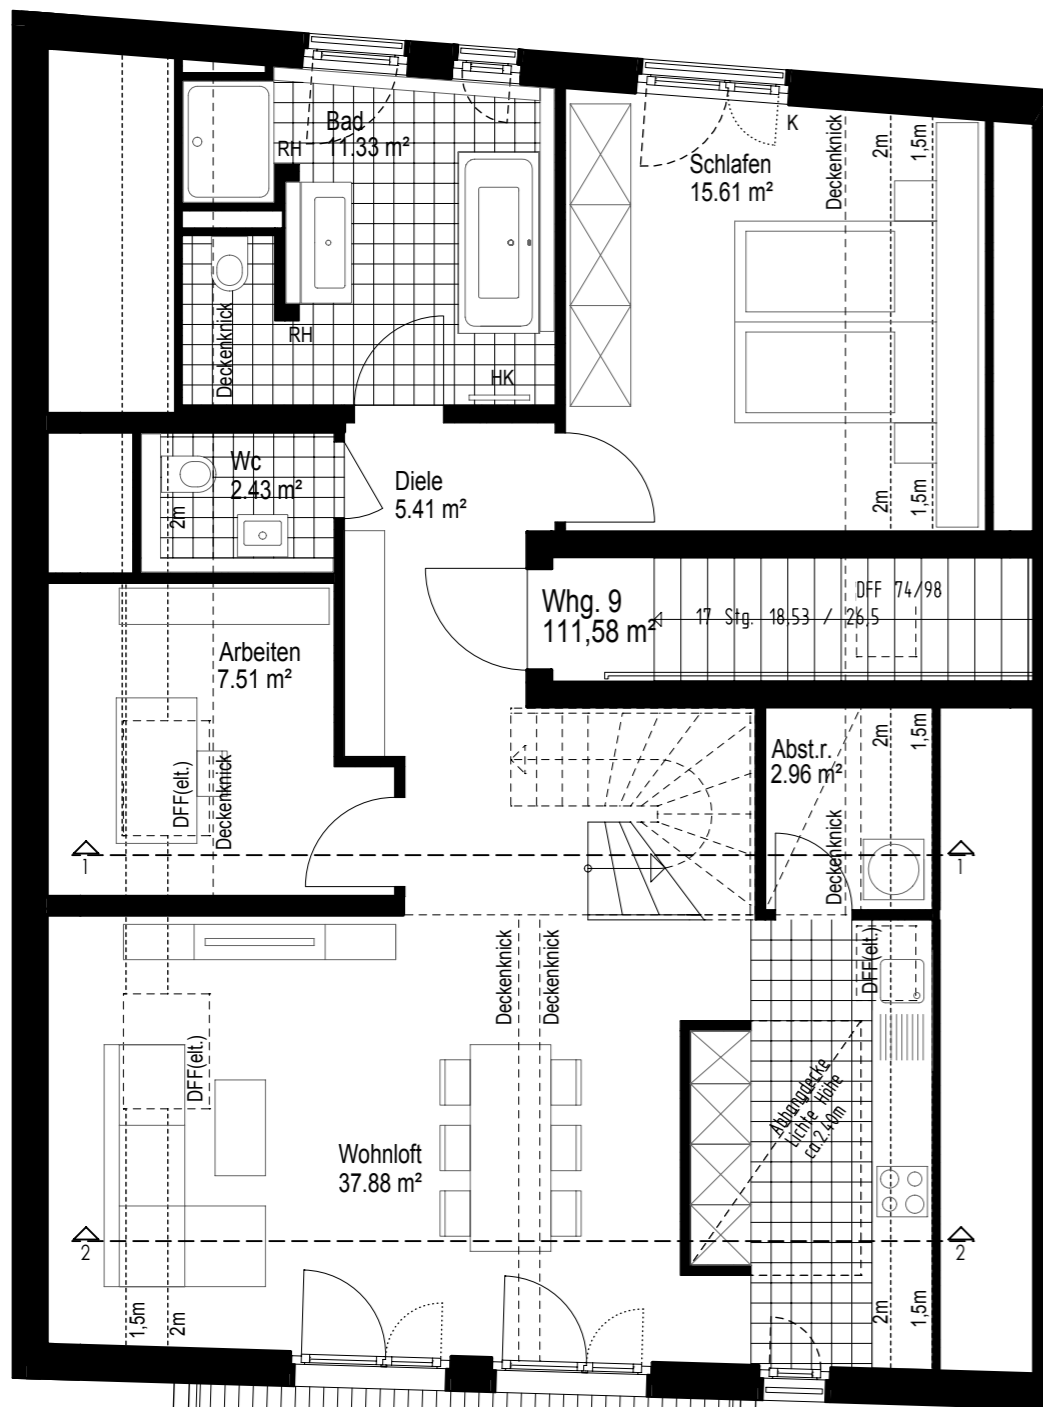 Bad
11.33 m²
RH
K
Schlafen
15.61 m²
Deckenknick
2m
1,5m
Deckenknick
RH
HK
Wc
2.43 m²
2m
Diele
5.41 m²
2m
1,5m
Whg. 9
111,58 m²
17 Stg. 18,53 / 26,5
DFF 74/98
Arbeiten
7.51 m²
DFF(elt.)
Deckenknick
Abst.r.
2.96 m²
2m
1,5m
Deckenknick
1
1
Deckenknick
Deckenknick
DFF(elt.)
DFF(elt.)
Abhangdecke
Lichte Höhe
ca.2.40m
Wohnloft
37.88 m²
2
2
1,5m
2m
2m
1,5m